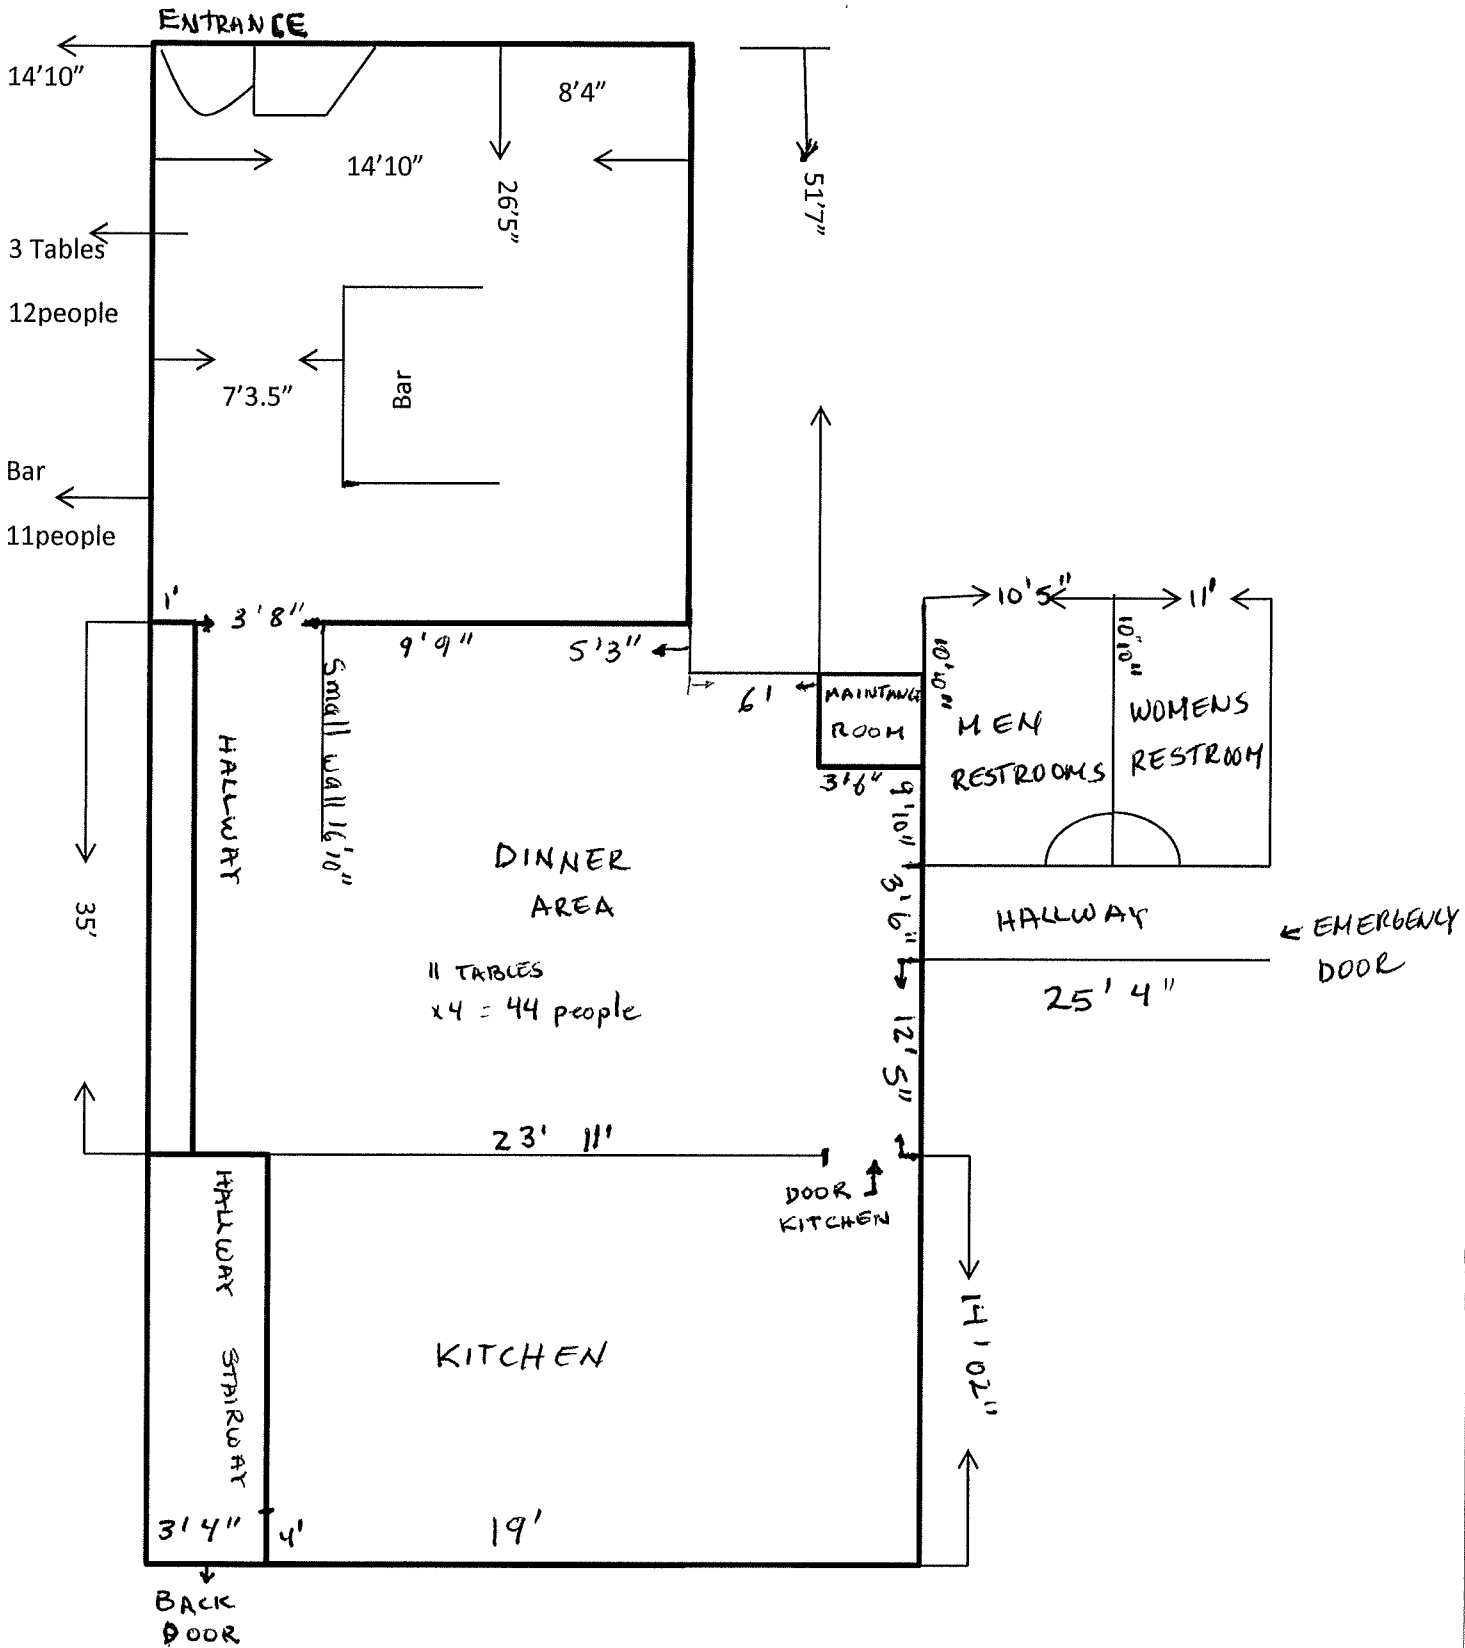 ENTRANCE
14'10"
8'4"
14'10"
26'5"
51'7"
3 Tables
12people
7'3.5"
Bar
Bar
11people
1'
3'8"
9'9"
5'3"
6'
10'5"
11'
10'10"
10'10"
MAINTANCE
ROOM
MEN
RESTROOMS
WOMENS
RESTROOM
3'6"
9'10"
Small wall 16'10"
HALLWAY
DINNER
AREA
3'6"
HALLWAY
EMERGENCY
DOOR
35'
11 TABLES
x4 = 44 people
25'4"
12'5"
23' 11'
DOOR
KITCHEN
HALLWAY STAIRWAY
KITCHEN
14'02"
3'4"
4'
19'
BACK
DOOR